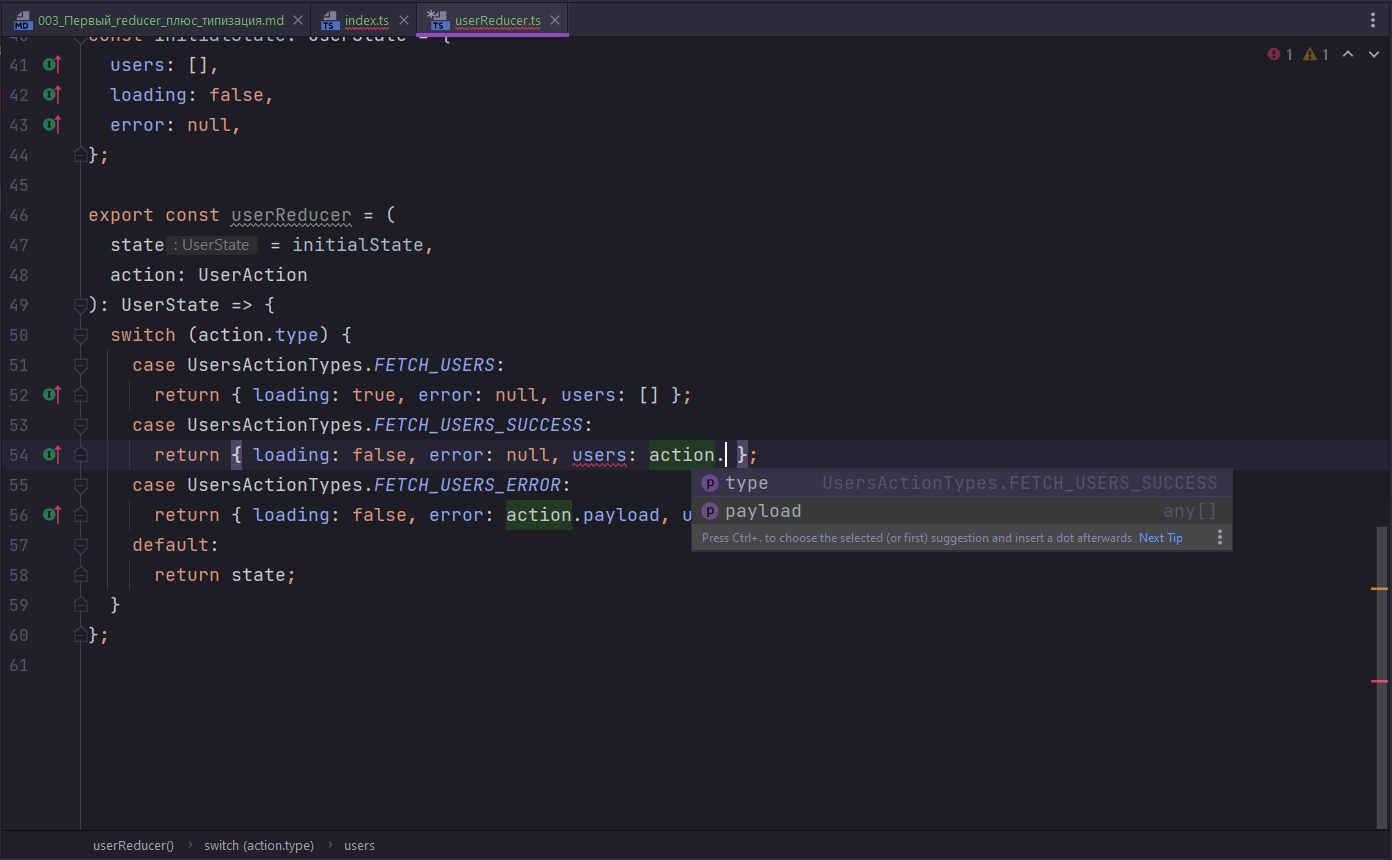 003_Первый_reducer_плюс_типизация.md index.ts userReducer.ts
40 const initialState: UserState = {
1 1
41 users: [],
42 loading: false,
43 error: null,
44 };
45
46 export const userReducer = (
47 state : UserState = initialState,
48 action: UserAction
49 ): UserState => {
50 switch (action.type) {
51 case UsersActionTypes.FETCH_USERS:
52 return { loading: true, error: null, users: [] };
53 case UsersActionTypes.FETCH_USERS_SUCCESS:
54 return { loading: false, error: null, users: action. };
55 case UsersActionTypes.FETCH_USERS_ERROR:
p type UsersActionTypes.FETCH_USERS_SUCCESS
56 return { loading: false, error: action.payload, u
p payload any[]
Press Ctrl+. to choose the selected (or first) suggestion and insert a dot afterwards Next Tip
57 default:
58 return state;
59 }
60 };
61
userReducer() › switch (action.type) › users